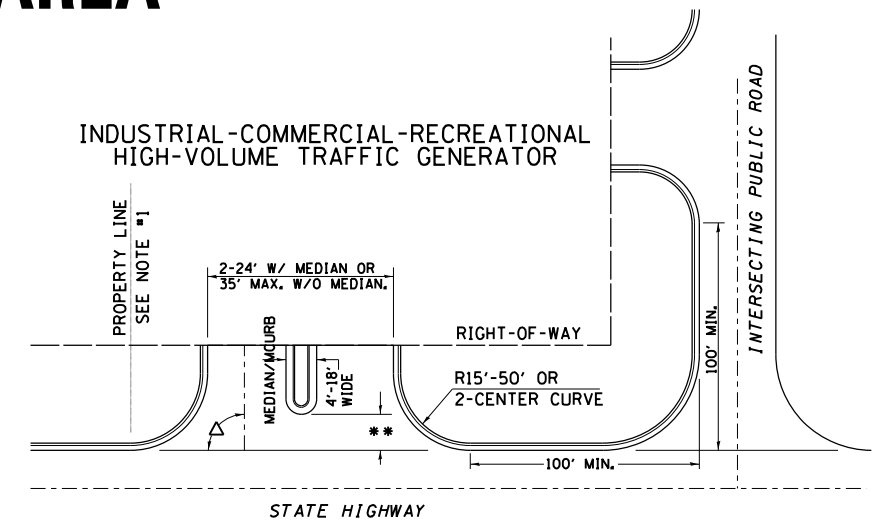 AREA
INDUSTRIAL-COMMERCIAL-RECREATIONAL
HIGH-VOLUME TRAFFIC GENERATOR
PROPERTY LINE
SEE NOTE #1
2-24' W/ MEDIAN OR
35' MAX. W/O MEDIAN.
MEDIAN/MOURB
4'-18'
WIDE
**
RIGHT-OF-WAY
R15'-50' OR
2-CENTER CURVE
100' MIN.
100' MIN.
INTERSECTING PUBLIC ROAD
STATE HIGHWAY